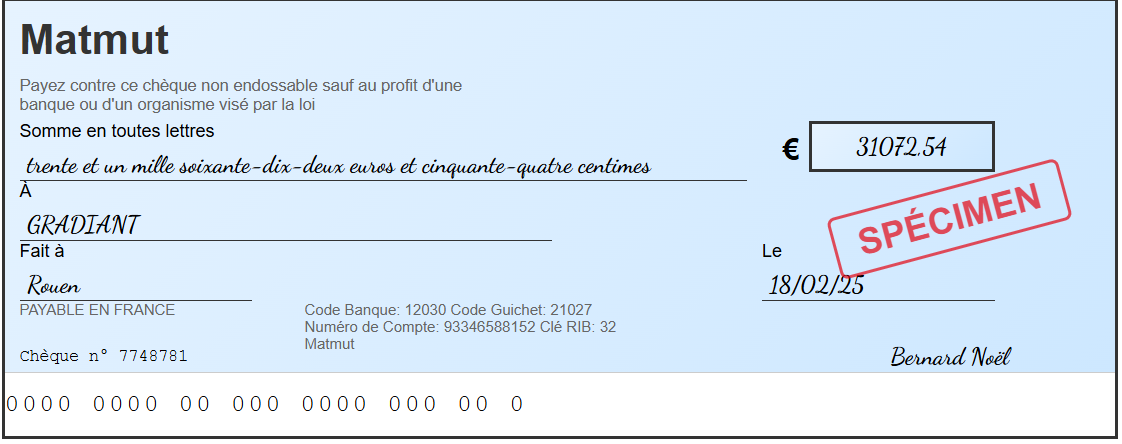 Matmut
Payez contre ce chèque non endossable sauf au profit d'une
banque ou d'un organisme visé par la loi
Somme en toutes lettres
€ 31072.54
trente et un mille soixante-dix-deux euros et cinquante-quatre centimes
À
SPÉCIMEN
GRADIANT
Fait à
Le
Rouen
18/02/25
PAYABLE EN FRANCE
Code Banque: 12030 Code Guichet: 21027
Numéro de Compte: 93346588152 Clé RIB: 32
Matmut
Chèque n° 7748781
Bernard Noël
0000 0000 00 000 0000 000 00 0